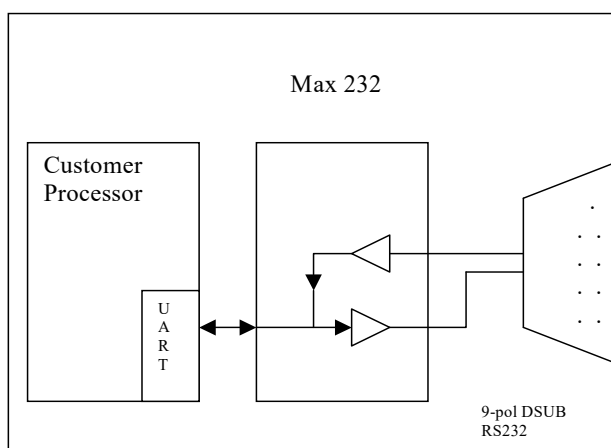 Max 232
Customer
Processor
U
A
R
T
9-pol DSUB
RS232